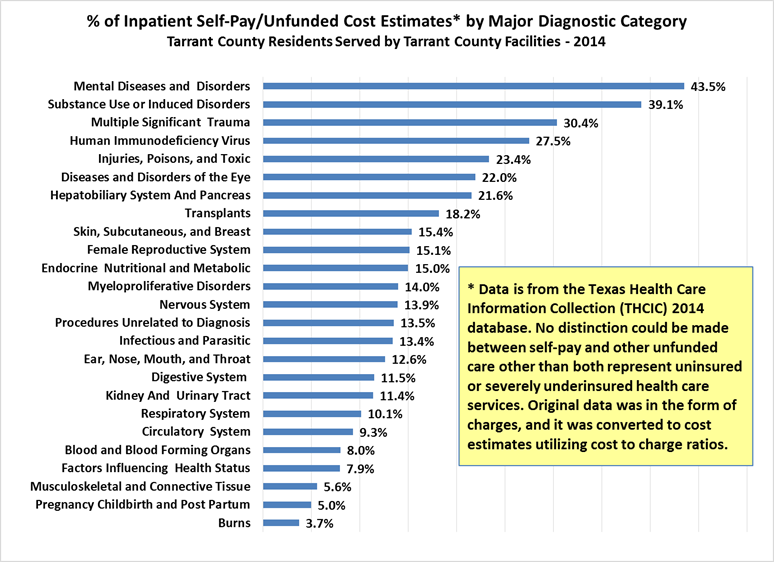 % of Inpatient Self-Pay/Unfunded Cost Estimates* by Major Diagnostic Category
Tarrant County Residents Served by Tarrant County Facilities - 2014
Mental Diseases and Disorders 43.5%
Substance Use or Induced Disorders 39.1%
Multiple Significant Trauma 30.4%
Human Immunodeficiency Virus 27.5%
Injuries, Poisons, and Toxic 23.4%
Diseases and Disorders of the Eye 22.0%
Hepatobiliary System And Pancreas 21.6%
Transplants 18.2%
Skin, Subcutaneous, and Breast 15.4%
Female Reproductive System 15.1%
Endocrine Nutritional and Metabolic 15.0%
Myeloproliferative Disorders 14.0%
Nervous System 13.9%
Procedures Unrelated to Diagnosis 13.5%
Infectious and Parasitic 13.4%
Ear, Nose, Mouth, and Throat 12.6%
Digestive System 11.5%
Kidney And Urinary Tract 11.4%
Respiratory System 10.1%
Circulatory System 9.3%
Blood and Blood Forming Organs 8.0%
Factors Influencing Health Status 7.9%
Musculoskeletal and Connective Tissue 5.6%
Pregnancy Childbirth and Post Partum 5.0%
Burns 3.7%
* Data is from the Texas Health Care
Information Collection (THCIC) 2014
database. No distinction could be made
between self-pay and other unfunded
care other than both represent uninsured
or severely underinsured health care
services. Original data was in the form of
charges, and it was converted to cost
estimates utilizing cost to charge ratios.